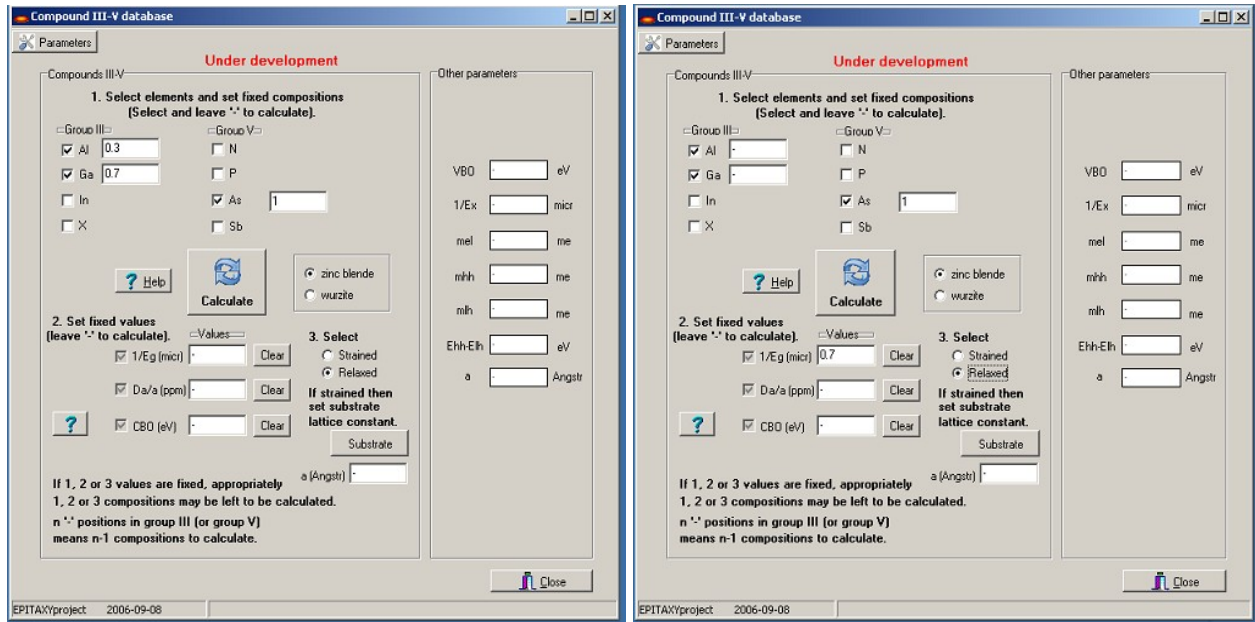 Compound III-V database
Parameters
Under development
Compounds III-V
1. Select elements and set fixed compositions
(Select and leave '-' to calculate).
Group III
Group V
Al 0.3
N
Ga 0.7
P
In
As 1
X
Sb
Help
Calculate
zinc blende
wurzite
2. Set fixed values
(leave '-' to calculate).
Values
3. Select
1/Eg (micr) - Clear
Strained
Relaxed
Da/a (ppm) - Clear
If strained then
set substrate
lattice constant.
?
CBO (eV) - Clear
Substrate
a (Angstr) -
If 1, 2 or 3 values are fixed, appropriately
1, 2 or 3 compositions may be left to be calculated.
n '-' positions in group III (or group V)
means n-1 compositions to calculate.
Other parameters
VBO - eV
1/Ex - micr
mel - me
mhh - me
mlh - me
Ehh-Elh - eV
a - Angstr
Close
EPITAXYproject 2006-09-08
Compound III-V database
Parameters
Under development
Compounds III-V
1. Select elements and set fixed compositions
(Select and leave '-' to calculate).
Group III
Group V
Al -
N
Ga -
P
In
As 1
X
Sb
Help
Calculate
zinc blende
wurzite
2. Set fixed values
(leave '-' to calculate).
Values
3. Select
1/Eg (micr) 0.7 Clear
Strained
Relaxed
Da/a (ppm) - Clear
If strained then
set substrate
lattice constant.
?
CBO (eV) - Clear
Substrate
a (Angstr) -
If 1, 2 or 3 values are fixed, appropriately
1, 2 or 3 compositions may be left to be calculated.
n '-' positions in group III (or group V)
means n-1 compositions to calculate.
Other parameters
VBO - eV
1/Ex - micr
mel - me
mhh - me
mlh - me
Ehh-Elh - eV
a - Angstr
Close
EPITAXYproject 2006-09-08